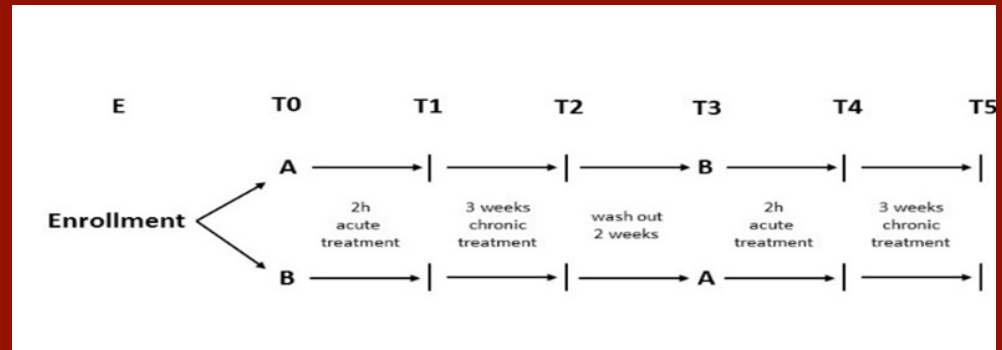 E T0 T1 T2 T3 T4 T5
A B
Enrollment
2h
acute
treatment
3 weeks
chronic
treatment
wash out
2 weeks
2h
acute
treatment
3 weeks
chronic
treatment
B A